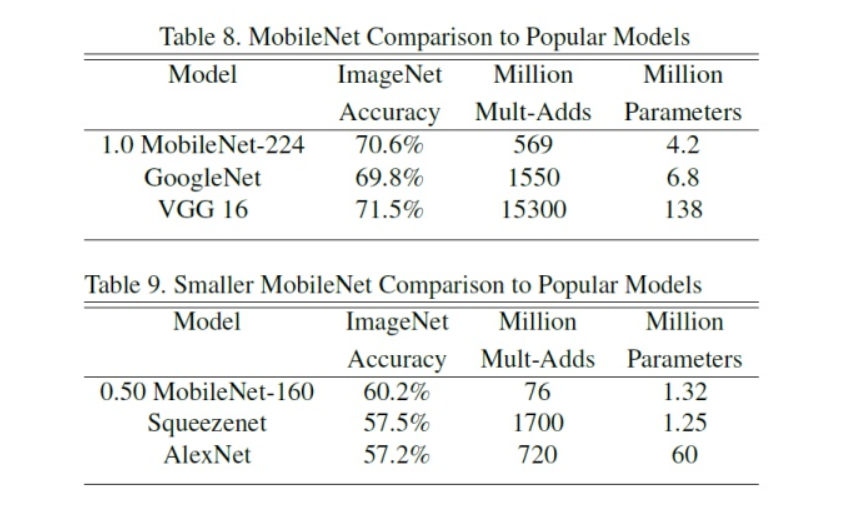 Table 8. MobileNet Comparison to Popular Models
Model ImageNet Million Million
Accuracy Mult-Adds Parameters
1.0 MobileNet-224 70.6% 569 4.2
GoogleNet 69.8% 1550 6.8
VGG 16 71.5% 15300 138
Table 9. Smaller MobileNet Comparison to Popular Models
Model ImageNet Million Million
Accuracy Mult-Adds Parameters
0.50 MobileNet-160 60.2% 76 1.32
Squeezenet 57.5% 1700 1.25
AlexNet 57.2% 720 60